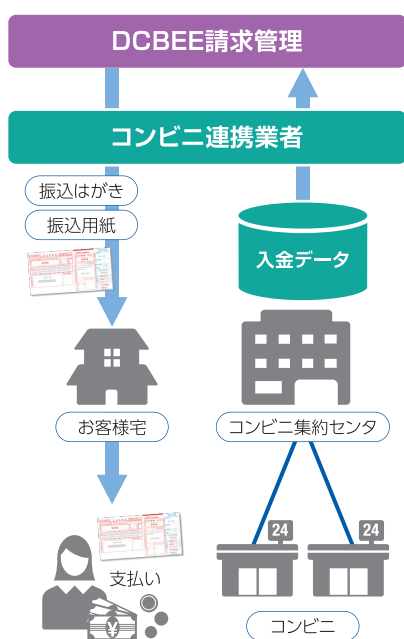 DCBEE請求管理
コンビニ連携業者
振込はがき
振込用紙
入金データ
お客様宅
コンビニ集約センタ
支払い
¥
24
24
コンビニ